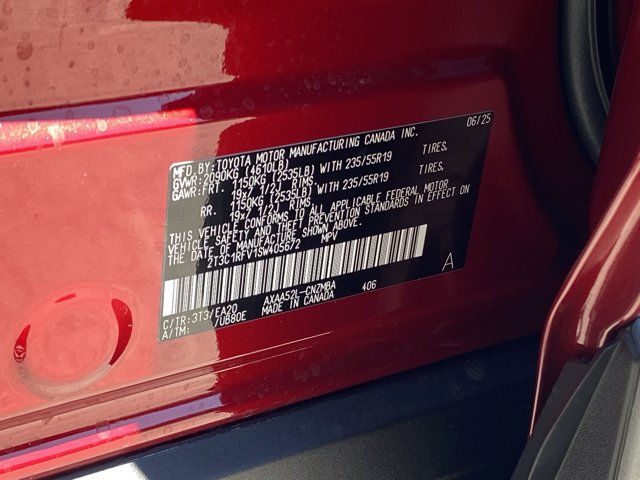 MFD.BY:TOYOTA MOTOR MANUFACTURING CANADA INC. 06/25
GVWR:2090KG (4610LB)
GAWR:FRT. 1150KG (2535LB) WITH 235/55R19 TIRES.
19x7 1/2J RIMS
RR. 1150KG (2535LB) WITH 235/55R19 TIRES.
19x7 1/2J RIMS
THIS VEHICLE CONFORMS TO ALL APPLICABLE FEDERAL MOTOR
VEHICLE SAFETY AND THEFT PREVENTION STANDARDS IN EFFECT ON
THE DATE OF MANUFACTURE SHOWN ABOVE.
2T3C1RFV1SW405672 MPV
A
C/TR:3T3/EA20 AXAA52L-CNZMBA 406
A/TM: /UB80E MADE IN CANADA